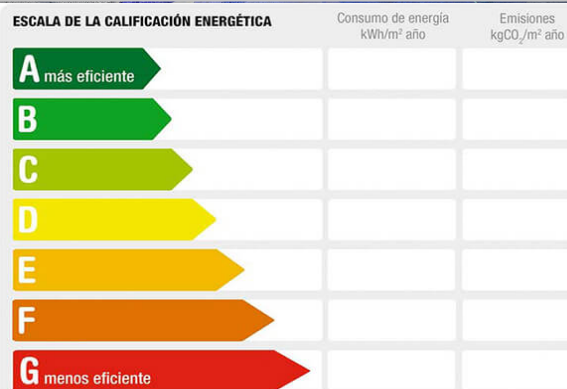 ESCALA DE LA CALIFICACIÓN ENERGÉTICA
Consumo de energía
kWh/m² año
Emisiones
kgCO₂/m² año
A más eficiente
B
C
D
E
F
G menos eficiente